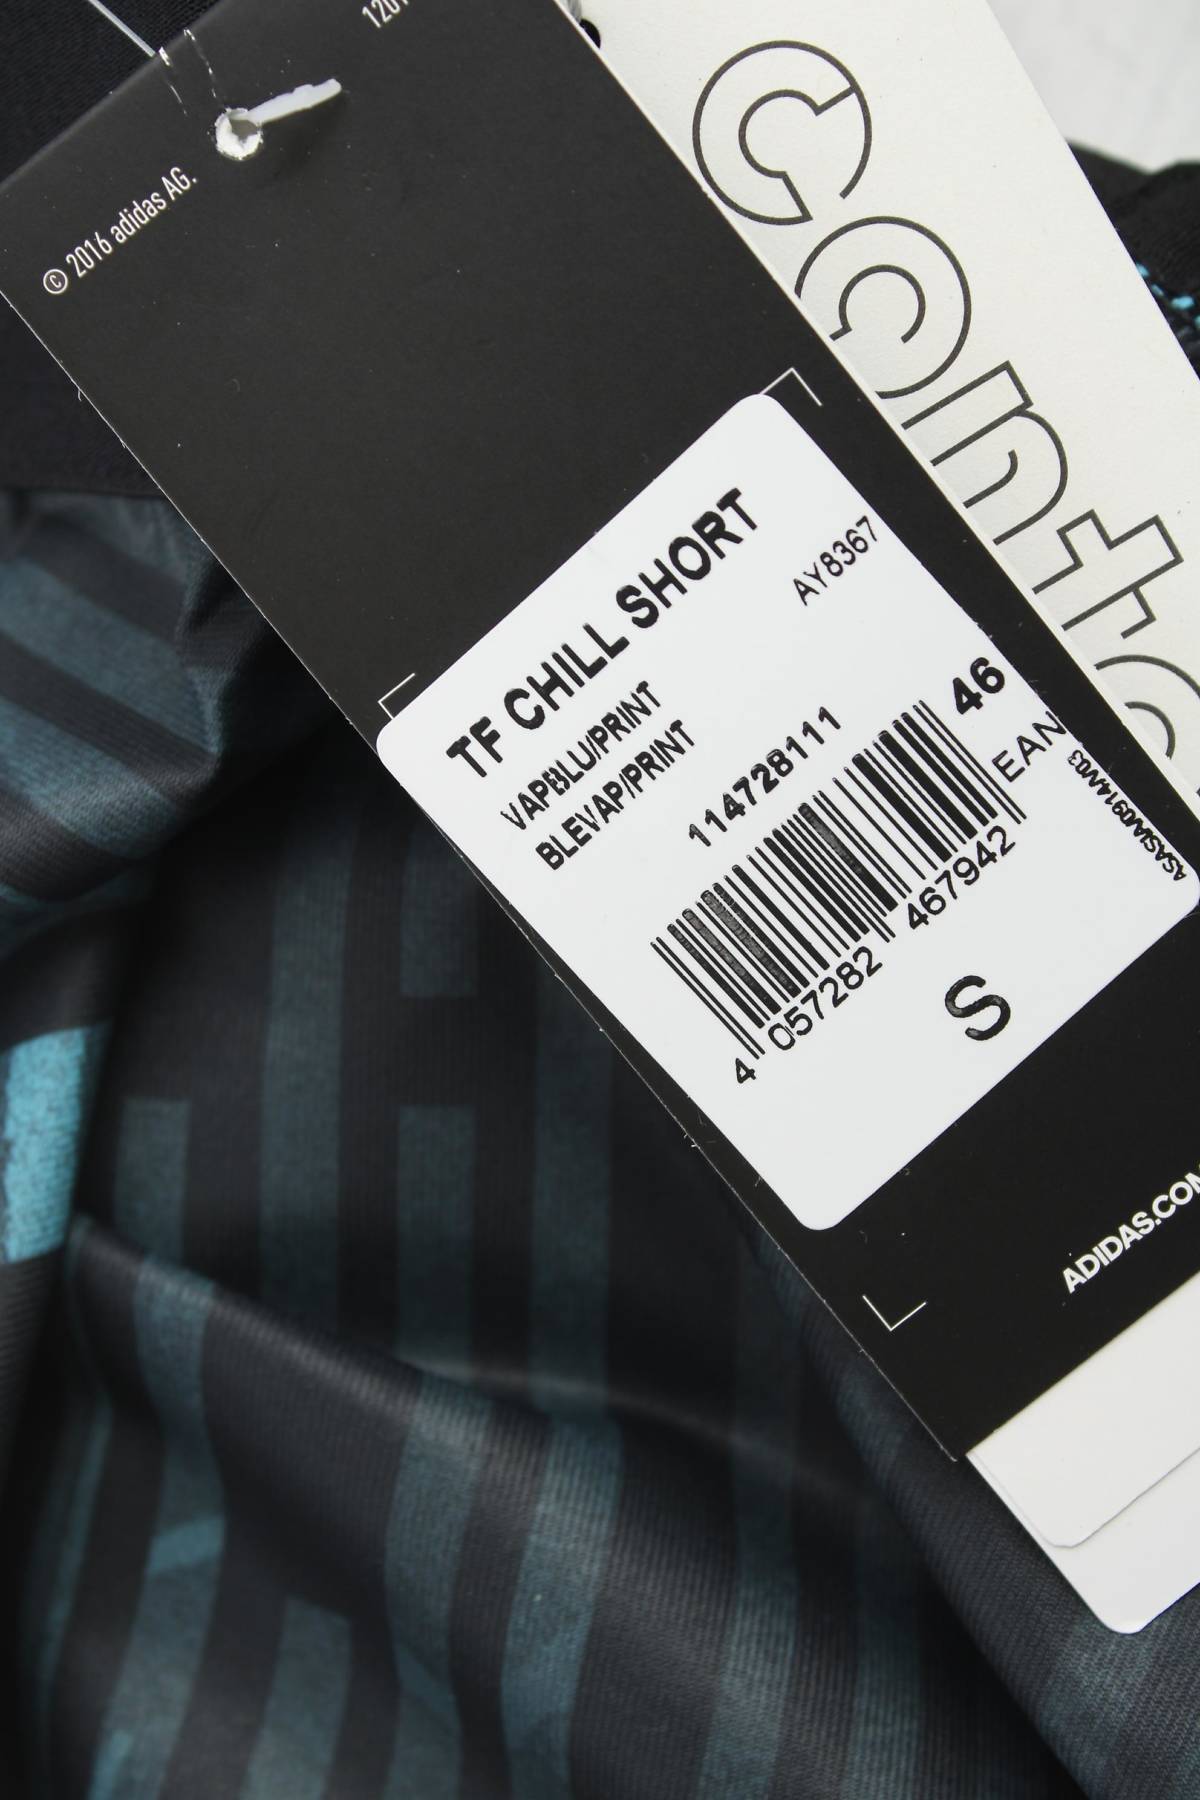 © 2016 adidas AG.
TF CHILL SHORT
AY8367
VAPBLU/PRINT
BLEVAP/PRINT
114728111
46
EAN
4 057282 467942
S
ADIDAS.COM